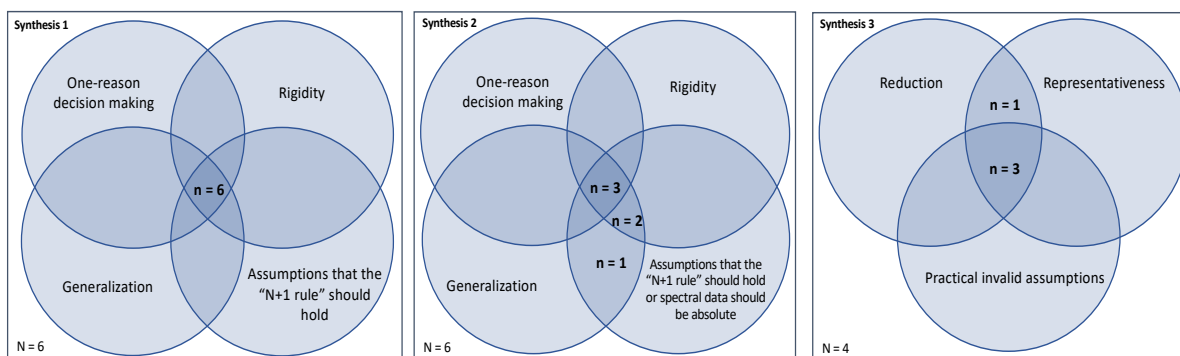 Synthesis 1
One-reason
decision making
Rigidity
n = 6
Generalization
Assumptions that the
“N+1 rule” should
hold
N = 6
Synthesis 2
One-reason
decision making
Rigidity
n = 3
n = 2
n = 1
Generalization
Assumptions that the
“N+1 rule” should hold
or spectral data should
be absolute
N = 6
Synthesis 3
Reduction
Representativeness
n = 1
n = 3
Practical invalid assumptions
N = 4